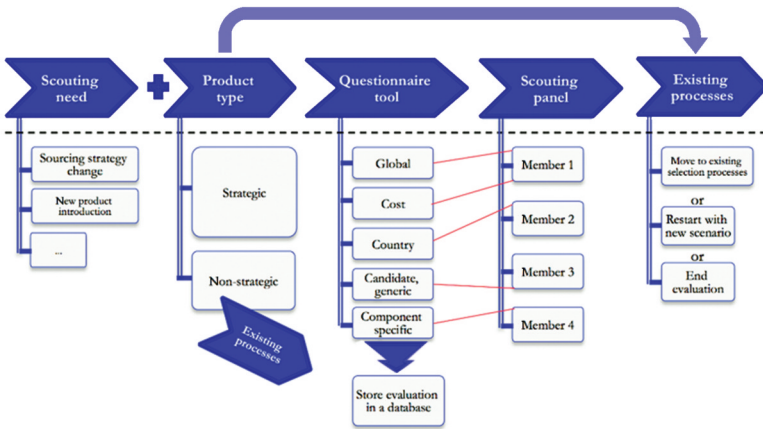 Scouting
need
Product
type
Questionnaire
tool
Scouting
panel
Existing
processes
Sourcing strategy
change
New product
introduction
...
Strategic
Non-strategic
Existing
processes
Global
Cost
Country
Candidate,
generic
Component
specific
Store evaluation
in a database
Member 1
Member 2
Member 3
Member 4
Move to existing
selection processes
or
Restart with
new scenario
or
End
evaluation